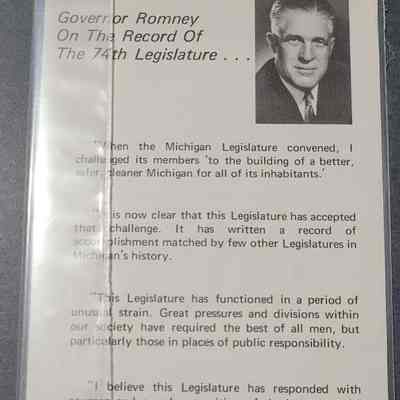 Governor Romney
On The Record Of
The 74th Legislature . . .
"When the Michigan Legislature convened, I
challenged its members 'to the building of a better,
safer, cleaner Michigan for all of its inhabitants.'
"It is now clear that this Legislature has accepted
that challenge. It has written a record of
accomplishment matched by few other Legislatures in
Michigan's history.
"This Legislature has functioned in a period of
unusual strain. Great pressures and divisions within
our society have required the best of all men, but
particularly those in places of public responsibility.
"I believe this Legislature has responded with